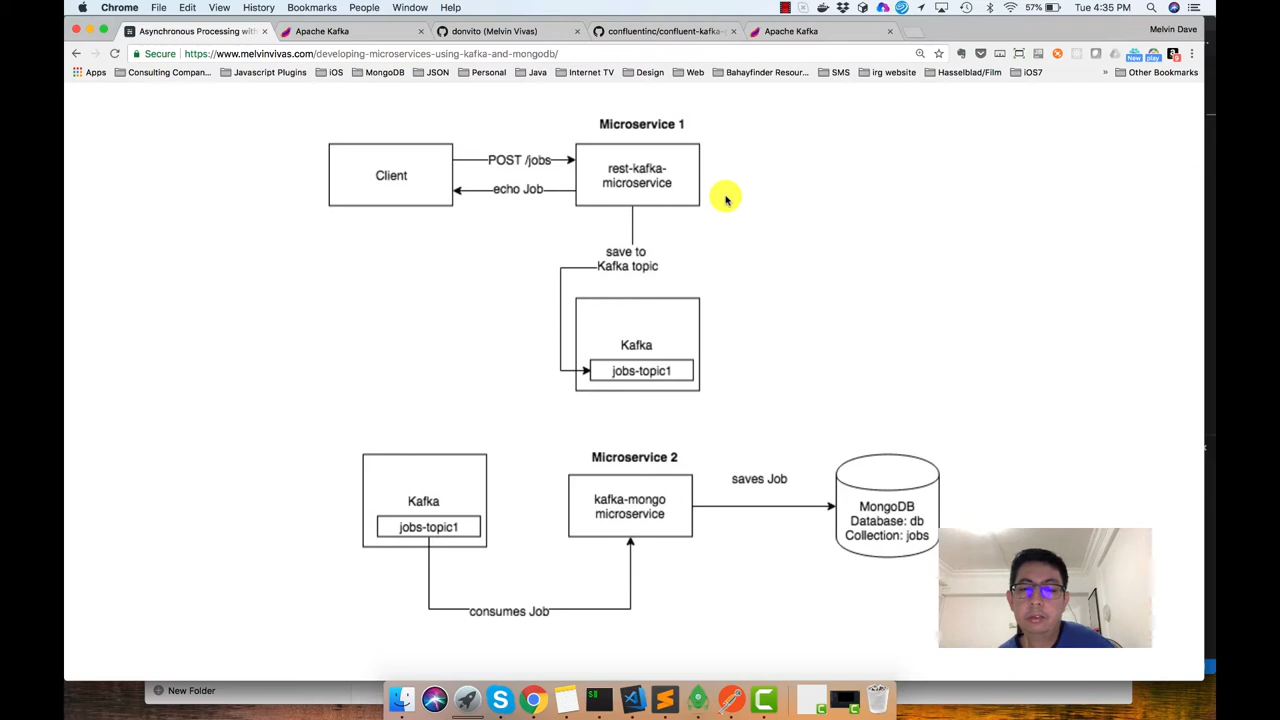 Chrome File Edit View History Bookmarks People Window Help
57% Tue 4:35 PM
Asynchronous Processing with
Apache Kafka
donvito (Melvin Vivas)
confluentinc/confluent-kafka-
Apache Kafka
Melvin Dave
Secure https://www.melvinvivas.com/developing-microservices-using-kafka-and-mongodb/
New play 9
Apps Consulting Compan... Javascript Plugins iOS MongoDB JSON Personal Java Internet TV Design Web Bahayfinder Resour... SMS irg website Hasselblad/Film iOS7 » Other Bookmarks
Microservice 1
Client
POST /jobs
echo Job
rest-kafka-
microservice
save to
Kafka topic
Kafka
jobs-topic1
Microservice 2
Kafka
jobs-topic1
kafka-mongo
microservice
saves Job
MongoDB
Database: db
Collection: jobs
consumes Job
New Folder